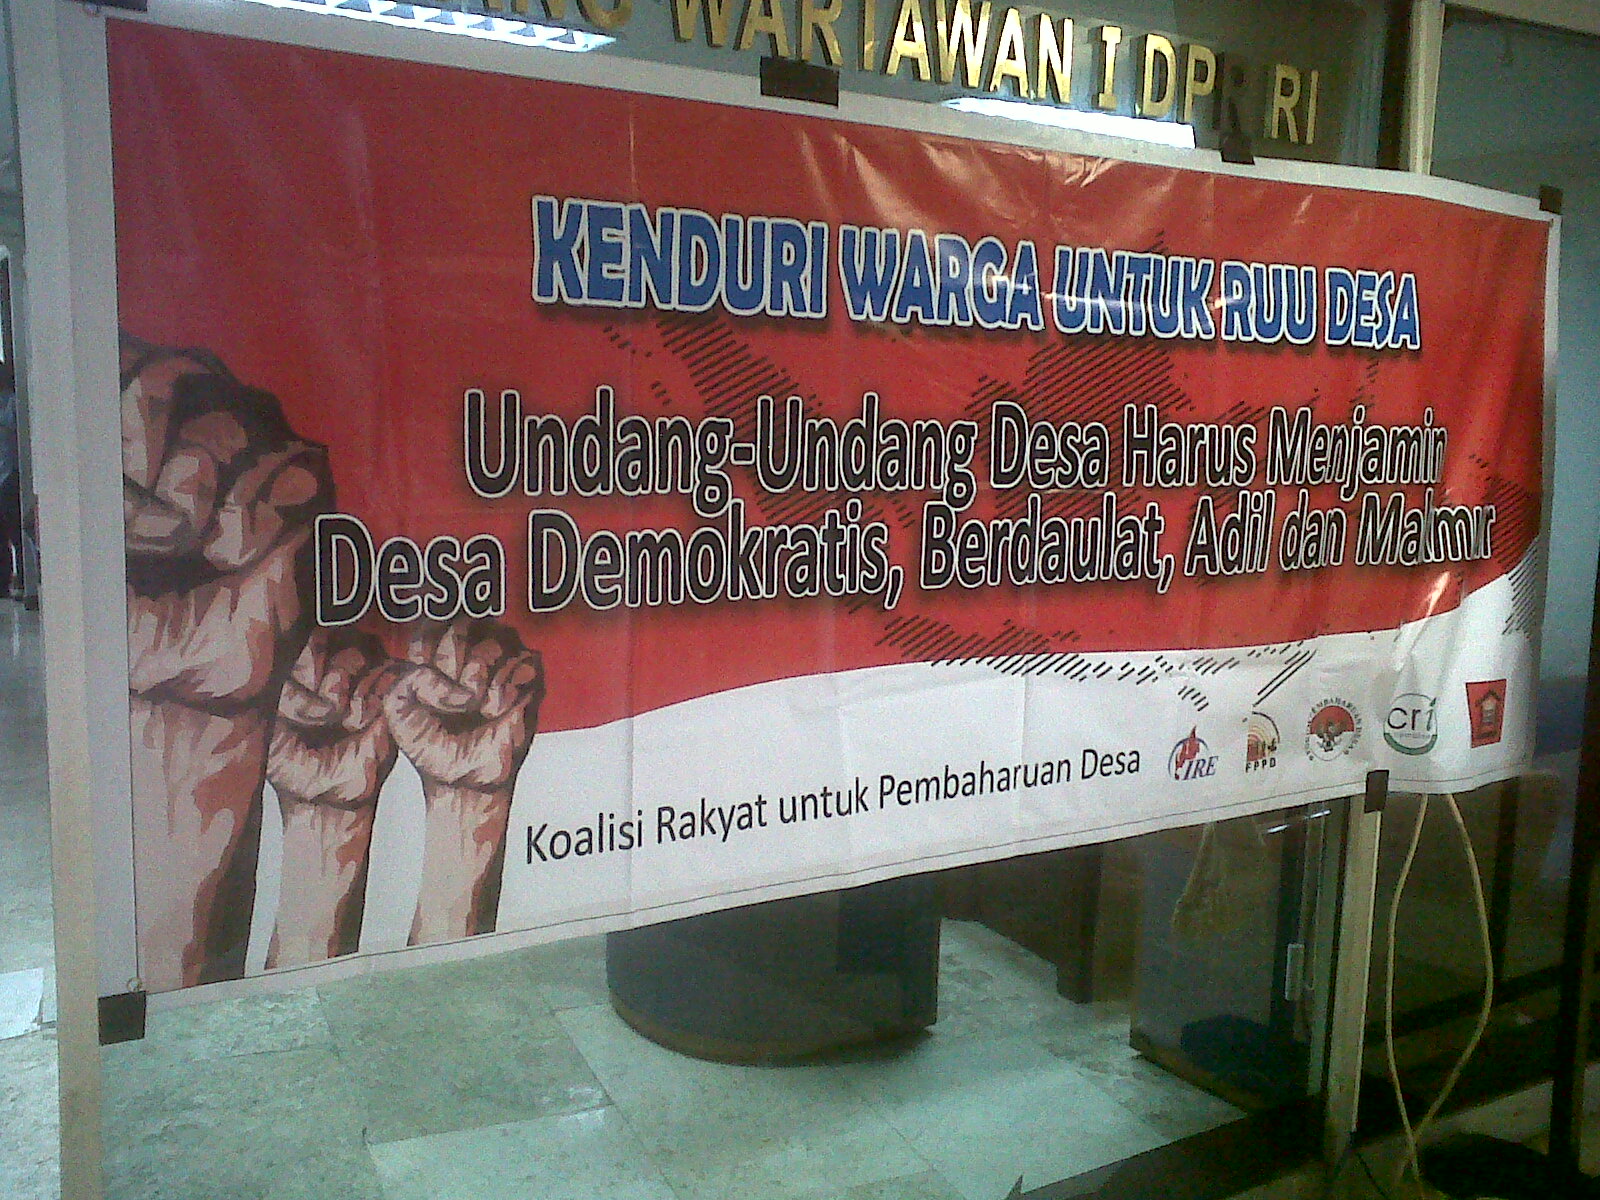 WARTAWAN I DPR RI
KENDURI WARGA UNTUK RUU DESA
Undang-Undang Desa Harus Menjamin
Desa Demokratis, Berdaulat, Adil dan Makmur
Koalisi Rakyat untuk Pembaharuan Desa
IRE
FPPD
cri